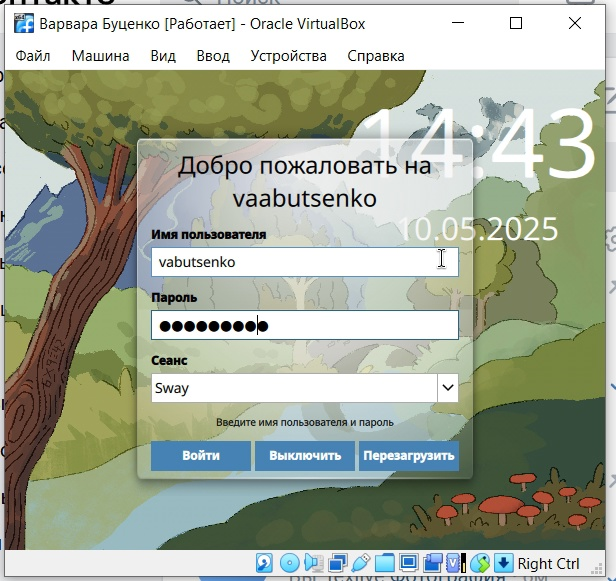 Варвара Буценко [Работает] - Oracle VirtualBox
Файл Машина Вид Ввод Устройства Справка
14:43
10.05.2025
Добро пожаловать на
vaabutsenko
Имя пользователя
vabutsenko
Пароль
●●●●●●●●●
Сеанс
Sway
Введите имя пользователя и пароль
Войти Выключить Перезагрузить
Right Ctrl